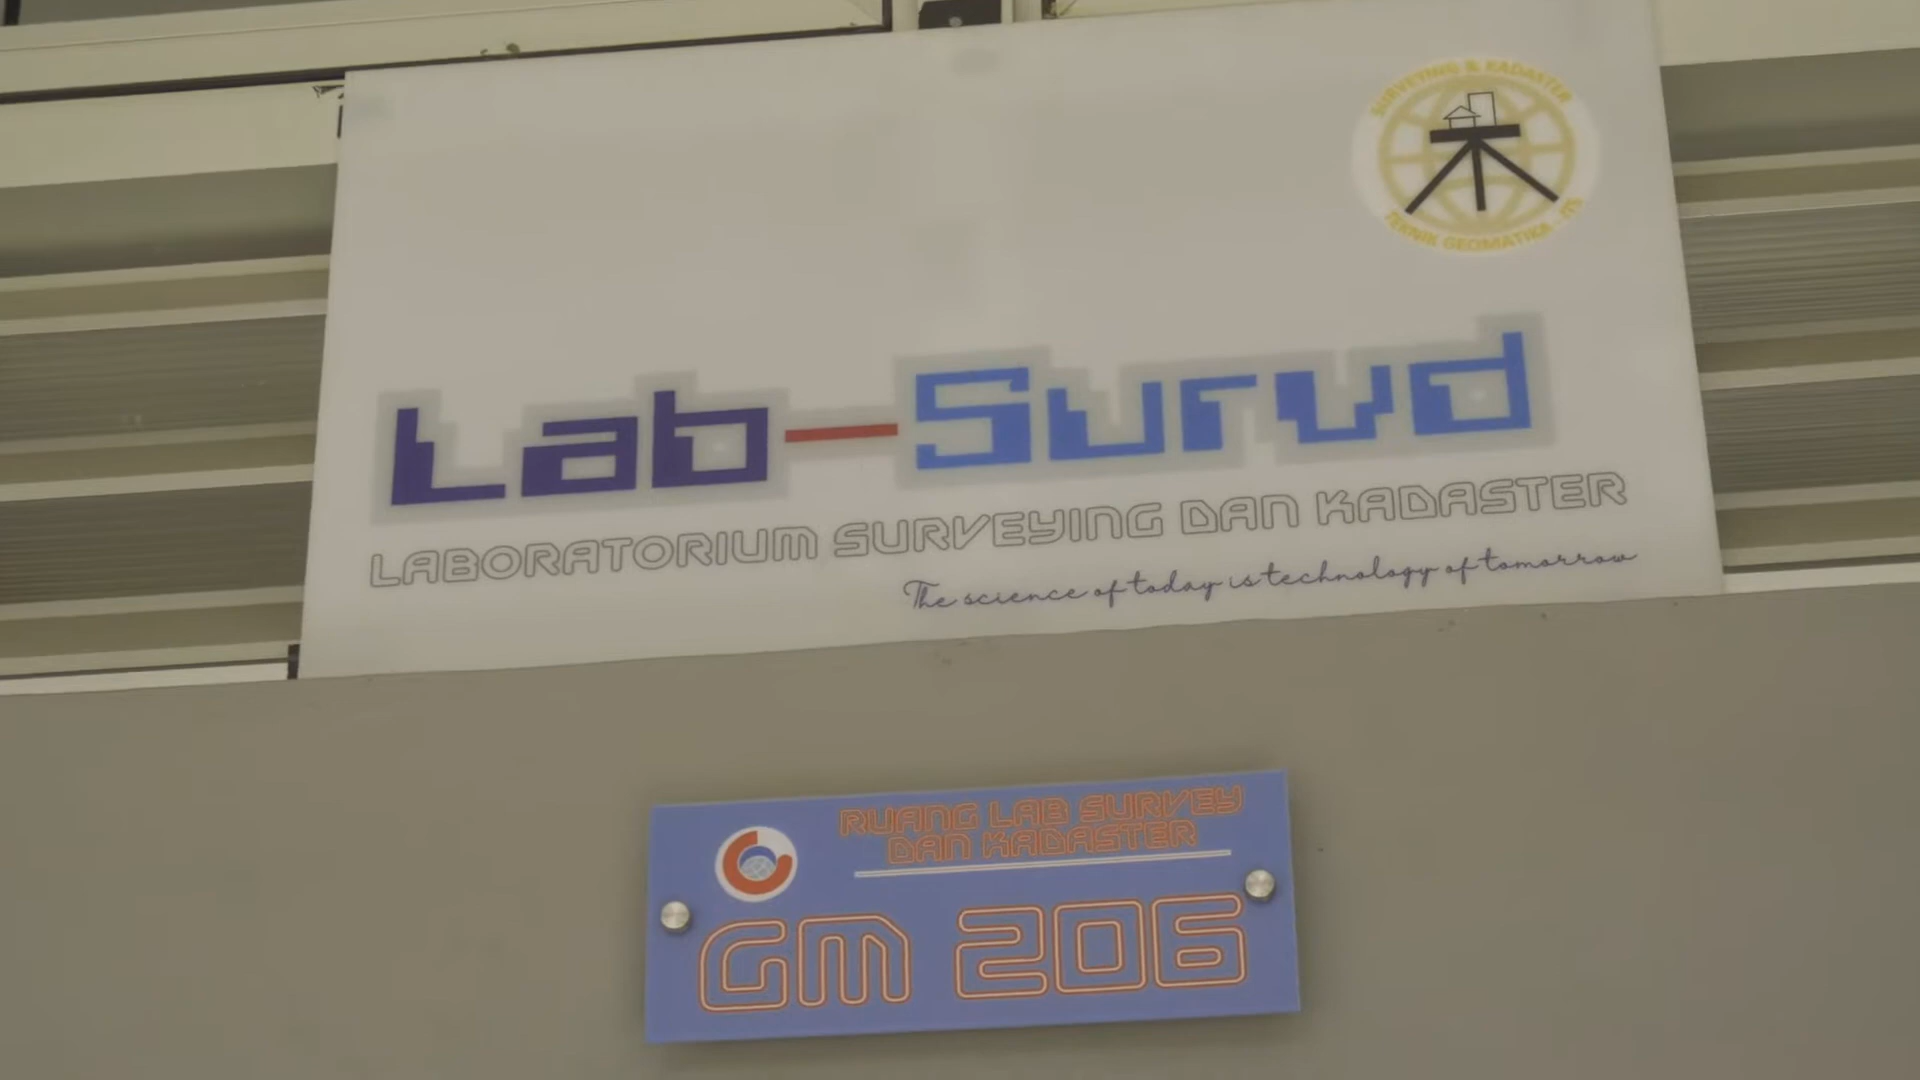 SURVEYING & KADASTER
TEKNIK GEOMATIKA - ITS
Lab-Survd
LABORATORIUM SURVEYING DAN KADASTER
The science of today is technology of tomorrow
RUANG LAB SURVEY
DAN KADASTER
GM 206